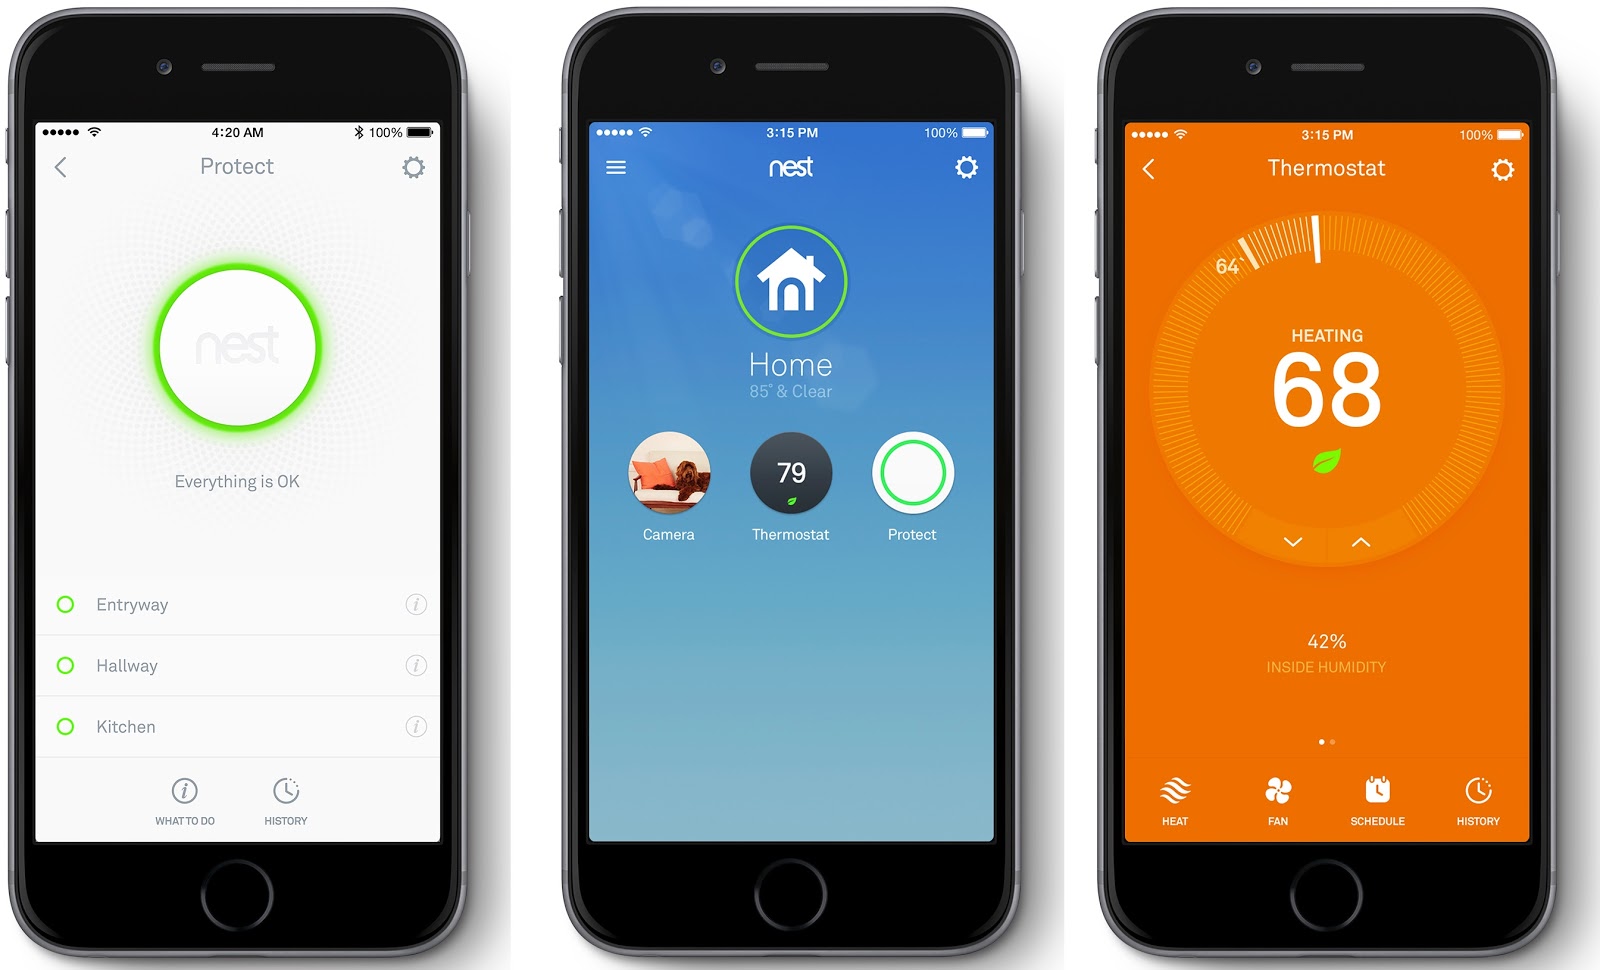 4:20 AM
100%
Protect
nest
Everything is OK
Entryway
Hallway
Kitchen
WHAT TO DO
HISTORY
3:15 PM
100%
nest
Home
85° & Clear
79
Camera
Thermostat
Protect
3:15 PM
100%
Thermostat
64°
HEATING
68
42%
INSIDE HUMIDITY
HEAT
FAN
SCHEDULE
HISTORY